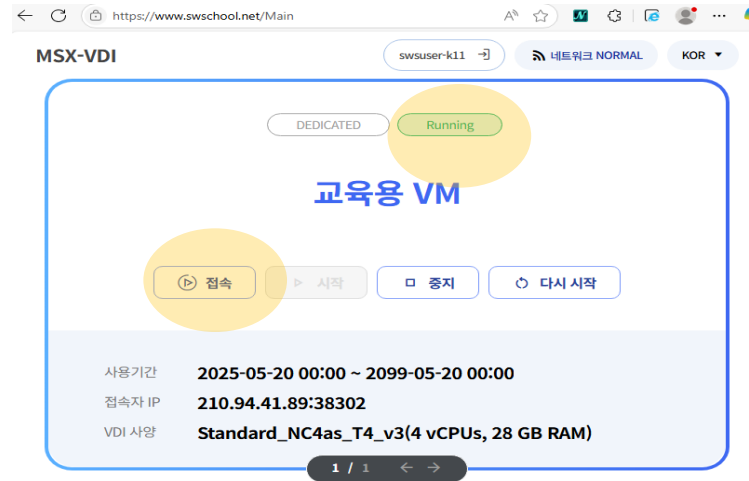 https://www.swschool.net/Main
MSX-VDI
swsuser-k11
네트워크 NORMAL
KOR
DEDICATED
Running
교육용 VM
접속
시작
중지
다시 시작
사용기간 2025-05-20 00:00 ~ 2099-05-20 00:00
접속자 IP 210.94.41.89:38302
VDI 사양 Standard_NC4as_T4_v3(4 vCPUs, 28 GB RAM)
1 / 1